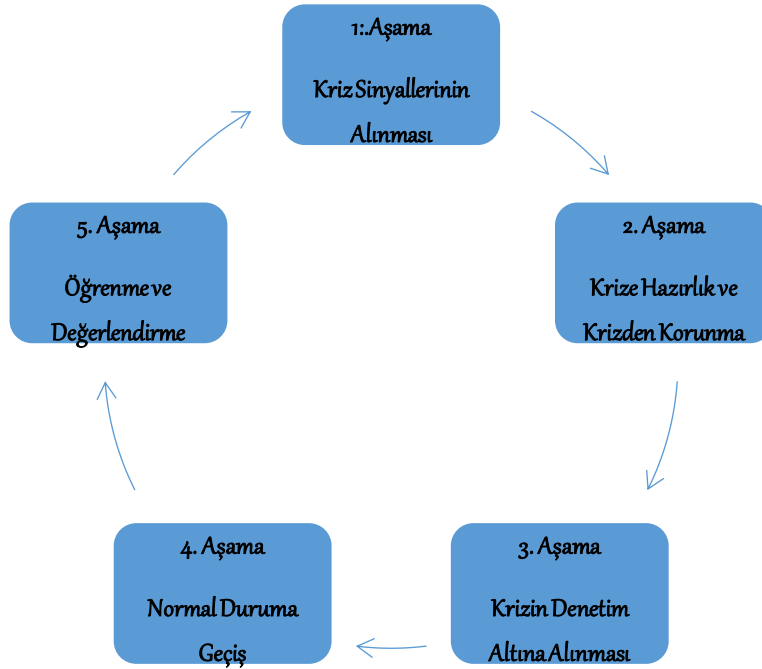 1:.Aşama
Kriz Sinyallerinin
Alınması
2. Aşama
Krize Hazırlık ve
Krizden Korunma
3. Aşama
Krizin Denetim
Altına Alınması
4. Aşama
Normal Duruma
Geçiş
5. Aşama
Öğrenme ve
Değerlendirme